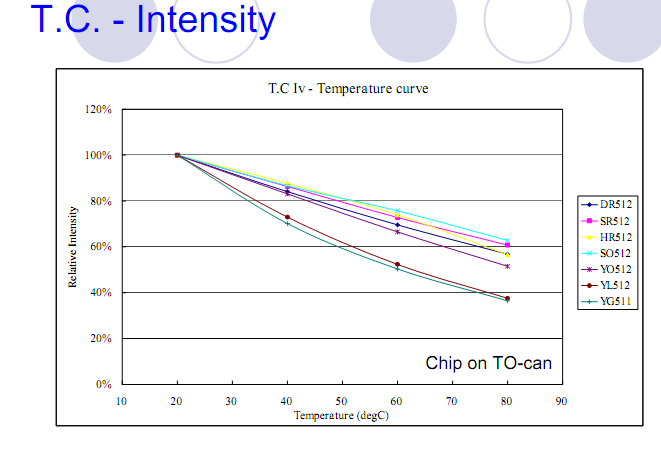 T.C. - Intensity
T.C Iv - Temperature curve
120%
100%
80%
60%
40%
20%
0%
Relative Intensity
10 20 30 40 50 60 70 80 90
Temperature (degC)
Chip on TO-can
DR512
SR512
HR512
SO512
YO512
YL512
YG511